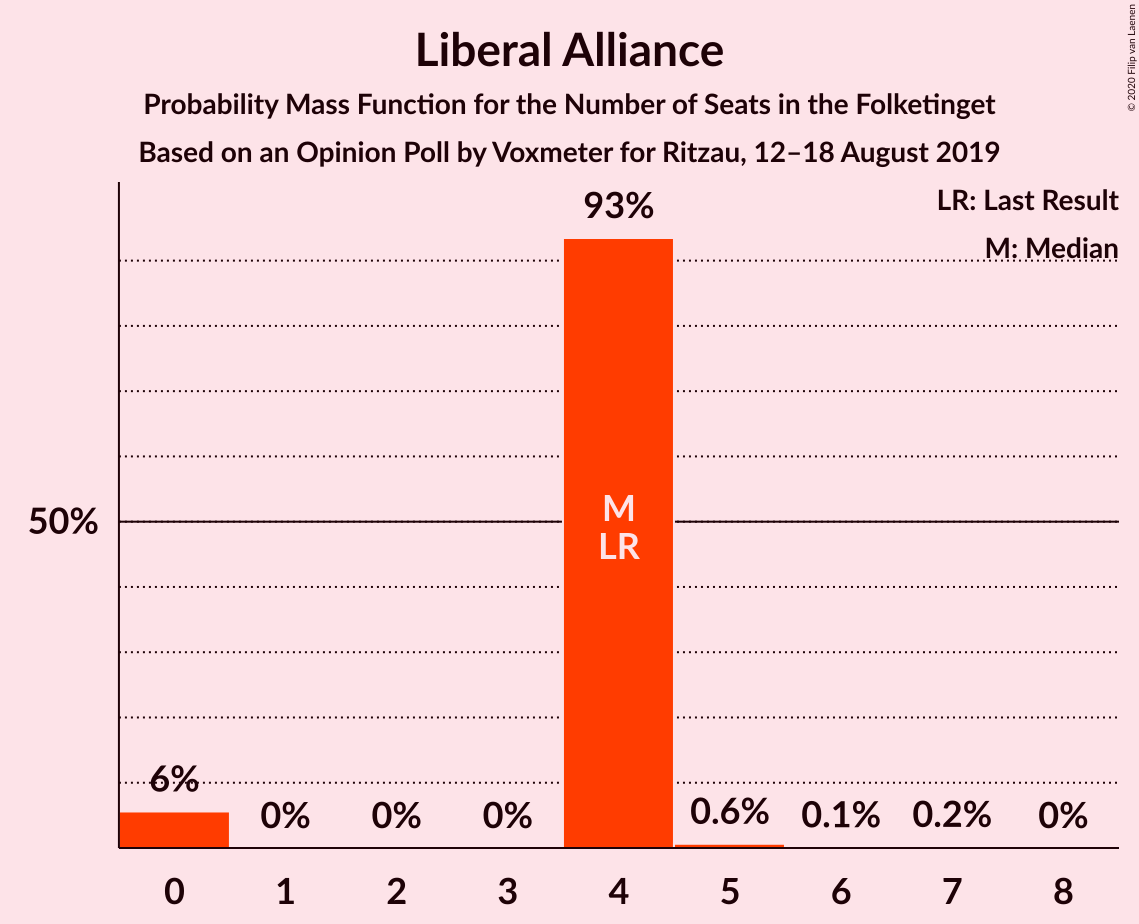 Liberal Alliance
Probability Mass Function for the Number of Seats in the Folketinget
Based on an Opinion Poll by Voxmeter for Ritzau, 12–18 August 2019
© 2020 Filip van Laenen
LR: Last Result
M: Median
93%
50%
M
LR
6%
0%
0%
0%
0.6%
0.1%
0.2%
0%
0
1
2
3
4
5
6
7
8